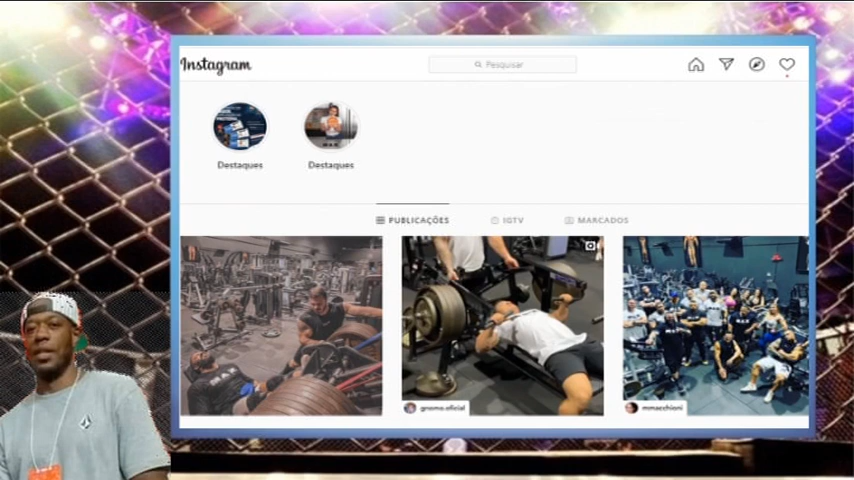 Instagram
Pesquisar
Destaques Destaques
PUBLICAÇÕES IGTV MARCADOS
gnomo.oficial mmacchioni